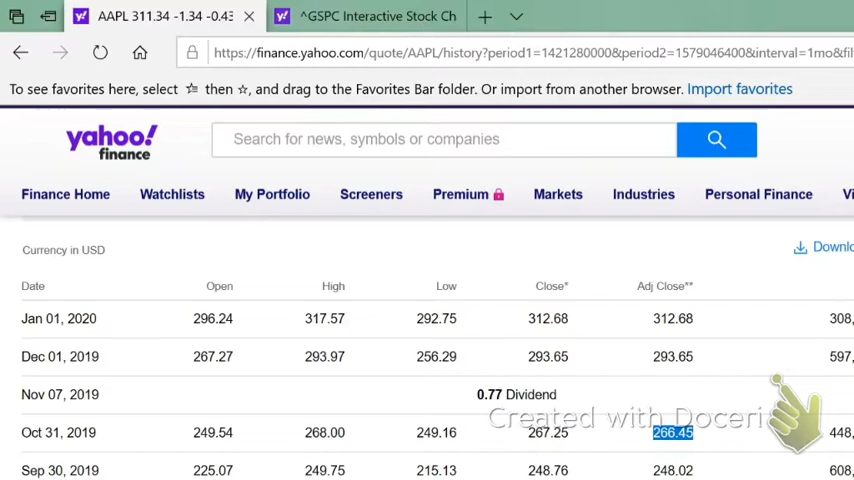 AAPL 311.34 -1.34 -0.43
^GSPC Interactive Stock Ch
https://finance.yahoo.com/quote/AAPL/history?period1=1421280000&period2=1579046400&interval=1mo&fil
To see favorites here, select then ☆, and drag to the Favorites Bar folder. Or import from another browser. Import favorites
yahoo!
finance
Search for news, symbols or companies
Finance Home Watchlists My Portfolio Screeners Premium Markets Industries Personal Finance Vi
Currency in USD Downlo
Date Open High Low Close* Adj Close**
Jan 01, 2020 296.24 317.57 292.75 312.68 312.68 308,
Dec 01, 2019 267.27 293.97 256.29 293.65 293.65 597,
Nov 07, 2019 0.77 Dividend
Created with Doceri
Oct 31, 2019 249.54 268.00 249.16 267.25 266.45 448,
Sep 30, 2019 225.07 249.75 215.13 248.76 248.02 608,